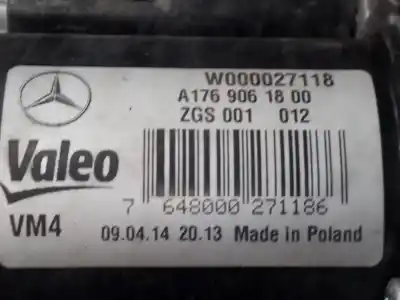 W000027118
A176 906 18 00
ZGS 001 012
Valeo
7 648000 271186
VM4
09.04.14 20.13 Made in Poland